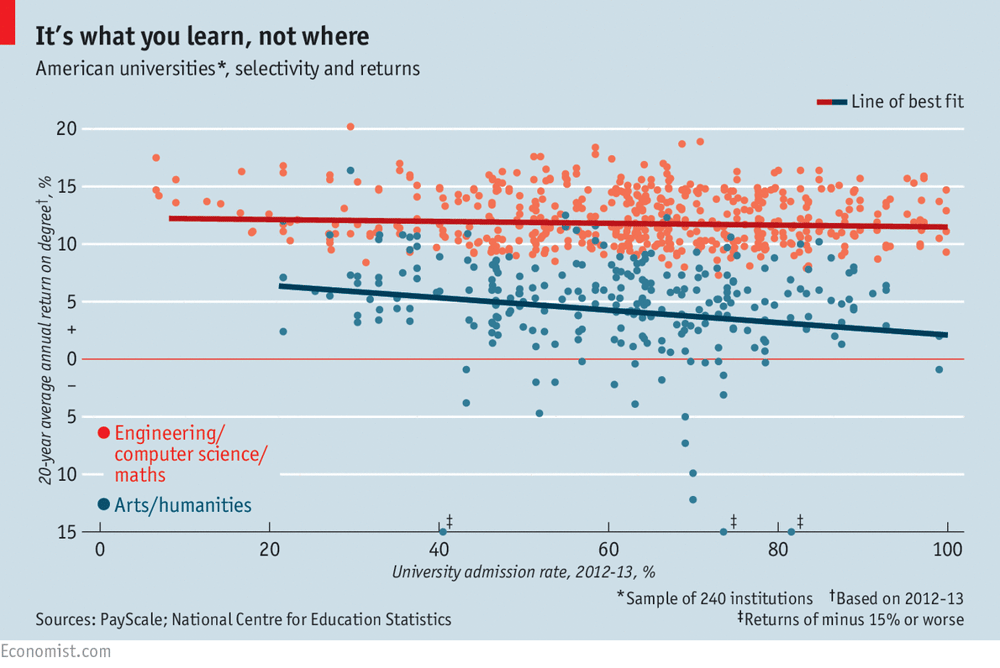 It's what you learn, not where
American universities*, selectivity and returns
Line of best fit
20-year average annual return on degree†, %
20
15
10
5
+
0
–
5
10
15
Engineering/
computer science/
maths
Arts/humanities
‡
‡
‡
0
20
40
60
80
100
University admission rate, 2012-13, %
*Sample of 240 institutions †Based on 2012-13
Sources: PayScale; National Centre for Education Statistics
‡Returns of minus 15% or worse
Economist.com